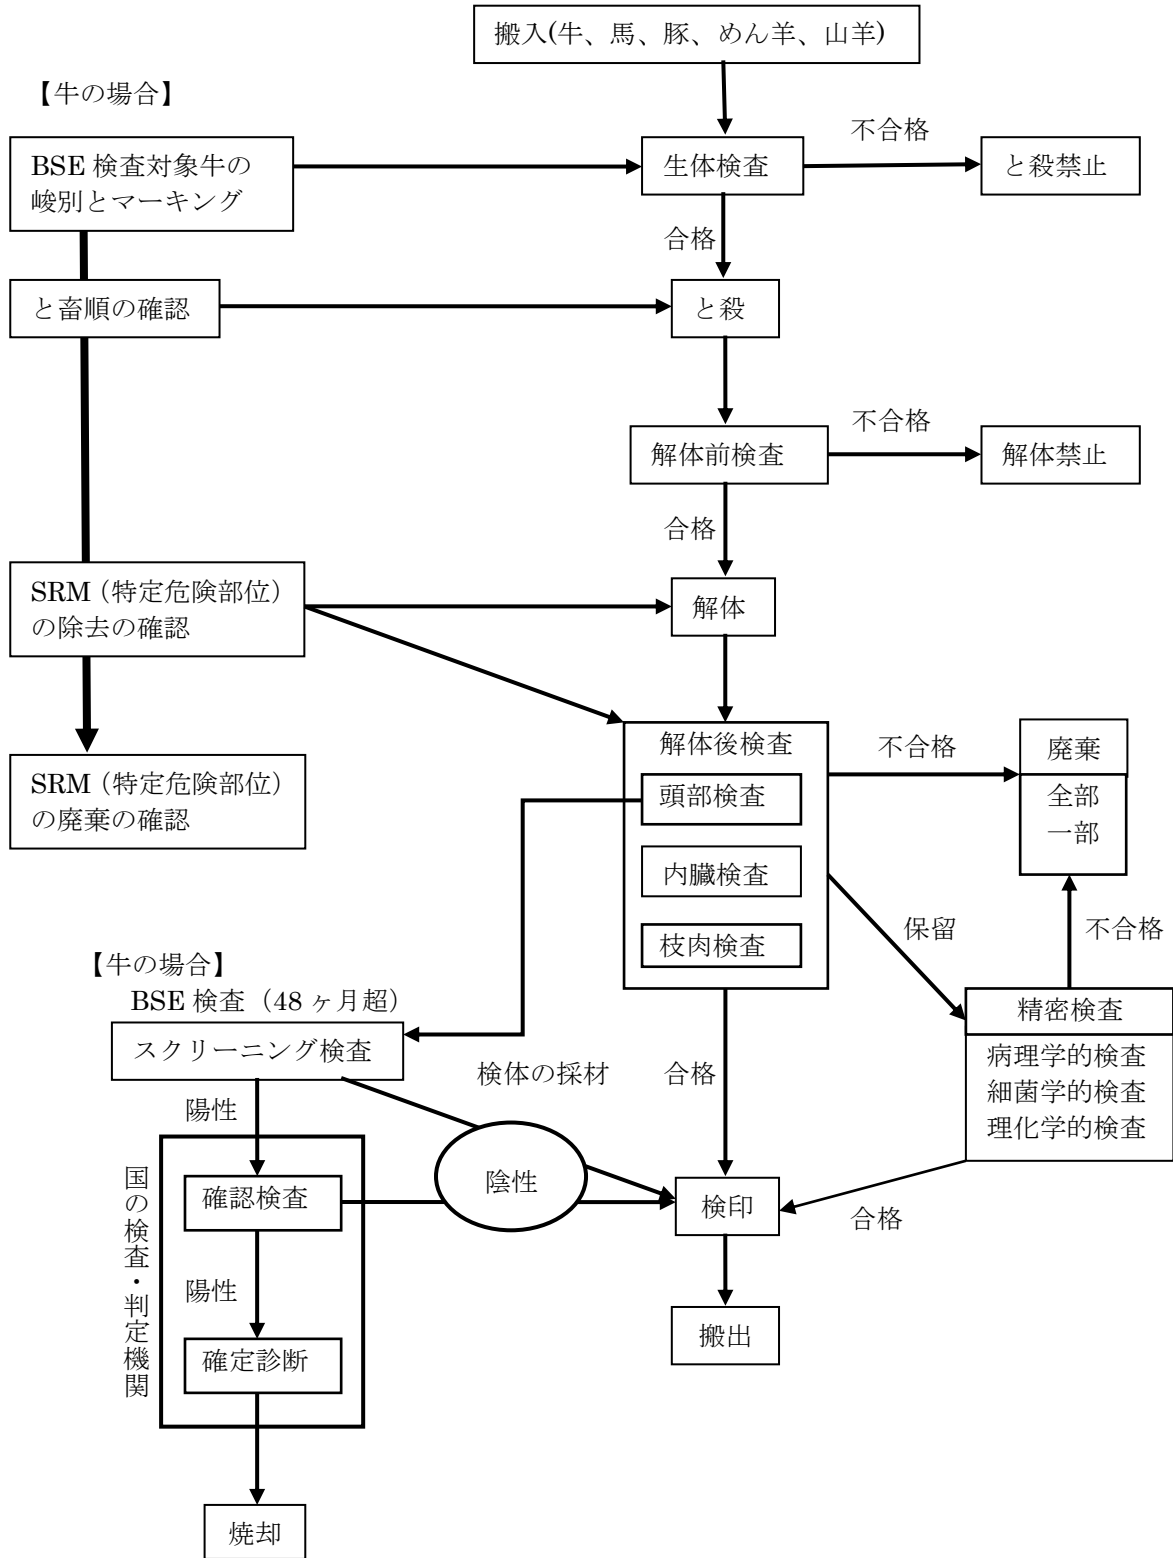 搬入(牛、馬、豚、めん羊、山羊)
【牛の場合】
BSE 検査対象牛の
峻別とマーキング
生体検査
不合格
と殺禁止
合格
と畜順の確認
と殺
解体前検査
不合格
解体禁止
合格
SRM（特定危険部位）
の除去の確認
解体
解体後検査
頭部検査
内臓検査
枝肉検査
不合格
廃棄
全部
一部
SRM（特定危険部位）
の廃棄の確認
保留
不合格
精密検査
病理学的検査
細菌学的検査
理化学的検査
【牛の場合】
BSE 検査（48 ヶ月超）
スクリーニング検査
検体の採材
合格
陽性
国の検査・判定機関
確認検査
陰性
検印
合格
陽性
確定診断
搬出
焼却